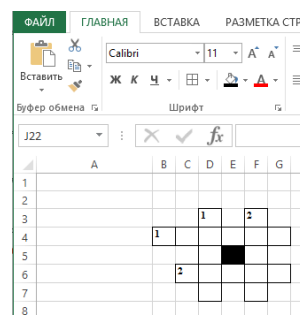 ФАЙЛ ГЛАВНАЯ ВСТАВКА РАЗМЕТКА СТР
Вставить
Calibri 11 A A
Ж К Ч А
Буфер обмена Шрифт
J22 fx
A B C D E F G
1
2
3 1 2
4 1
5
6 2
7
8